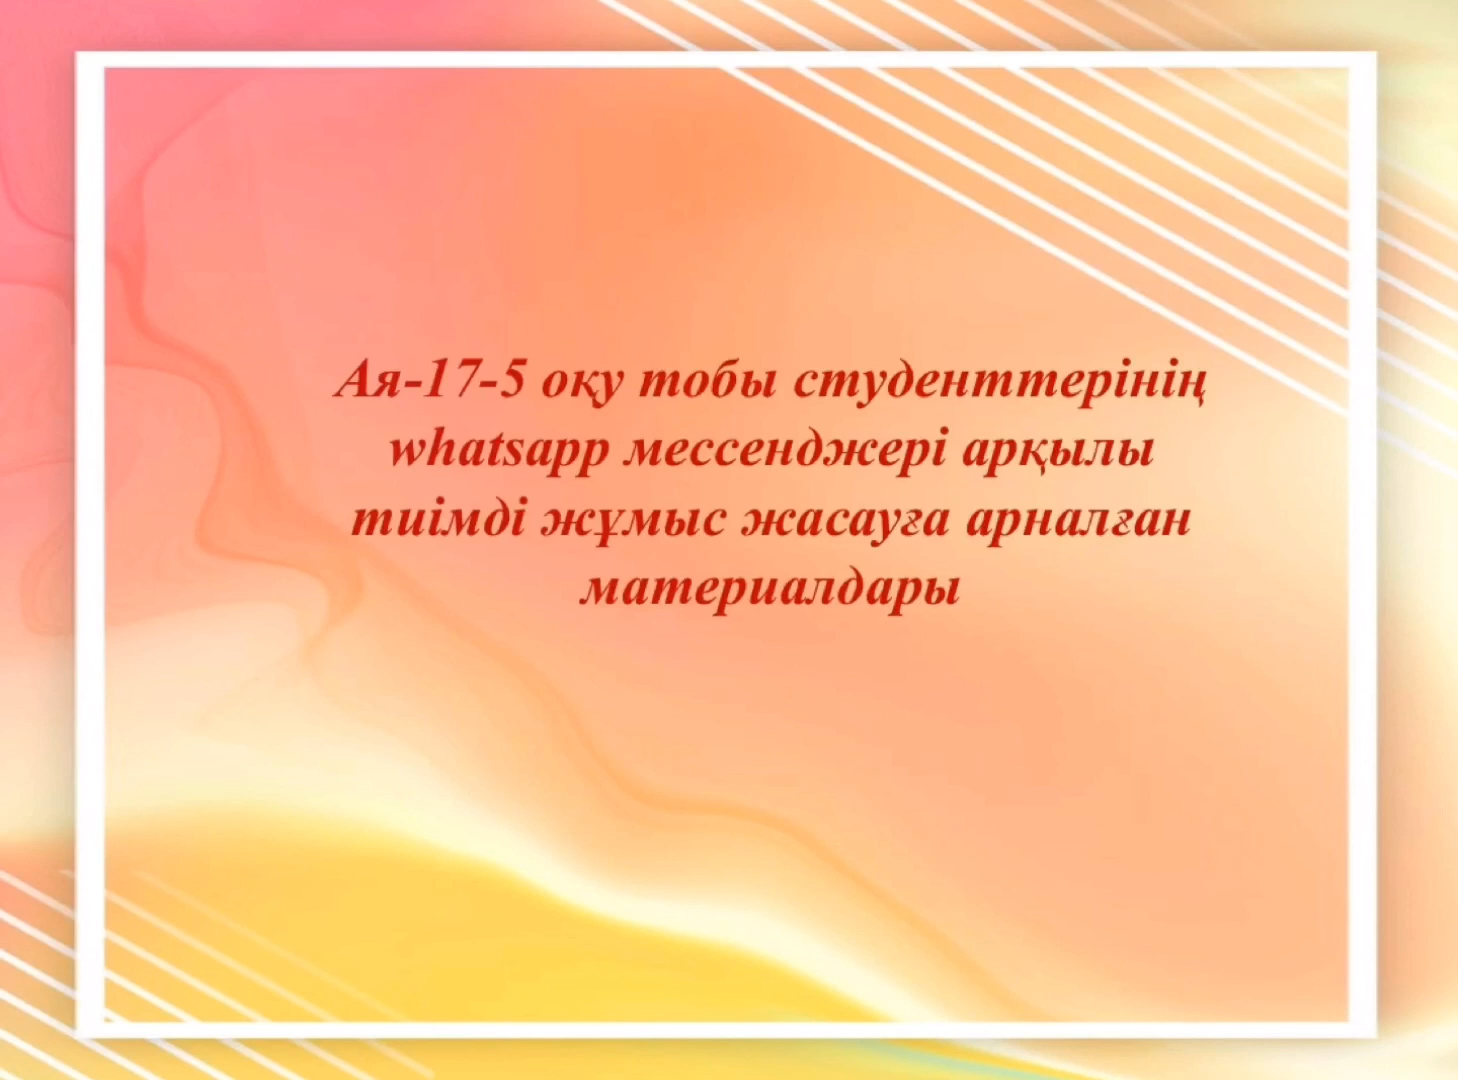 Ая-17-5 оқу тобы студенттерінің
whatsapp мессенджері арқылы
тиімді жұмыс жасауға арналған
материалдары